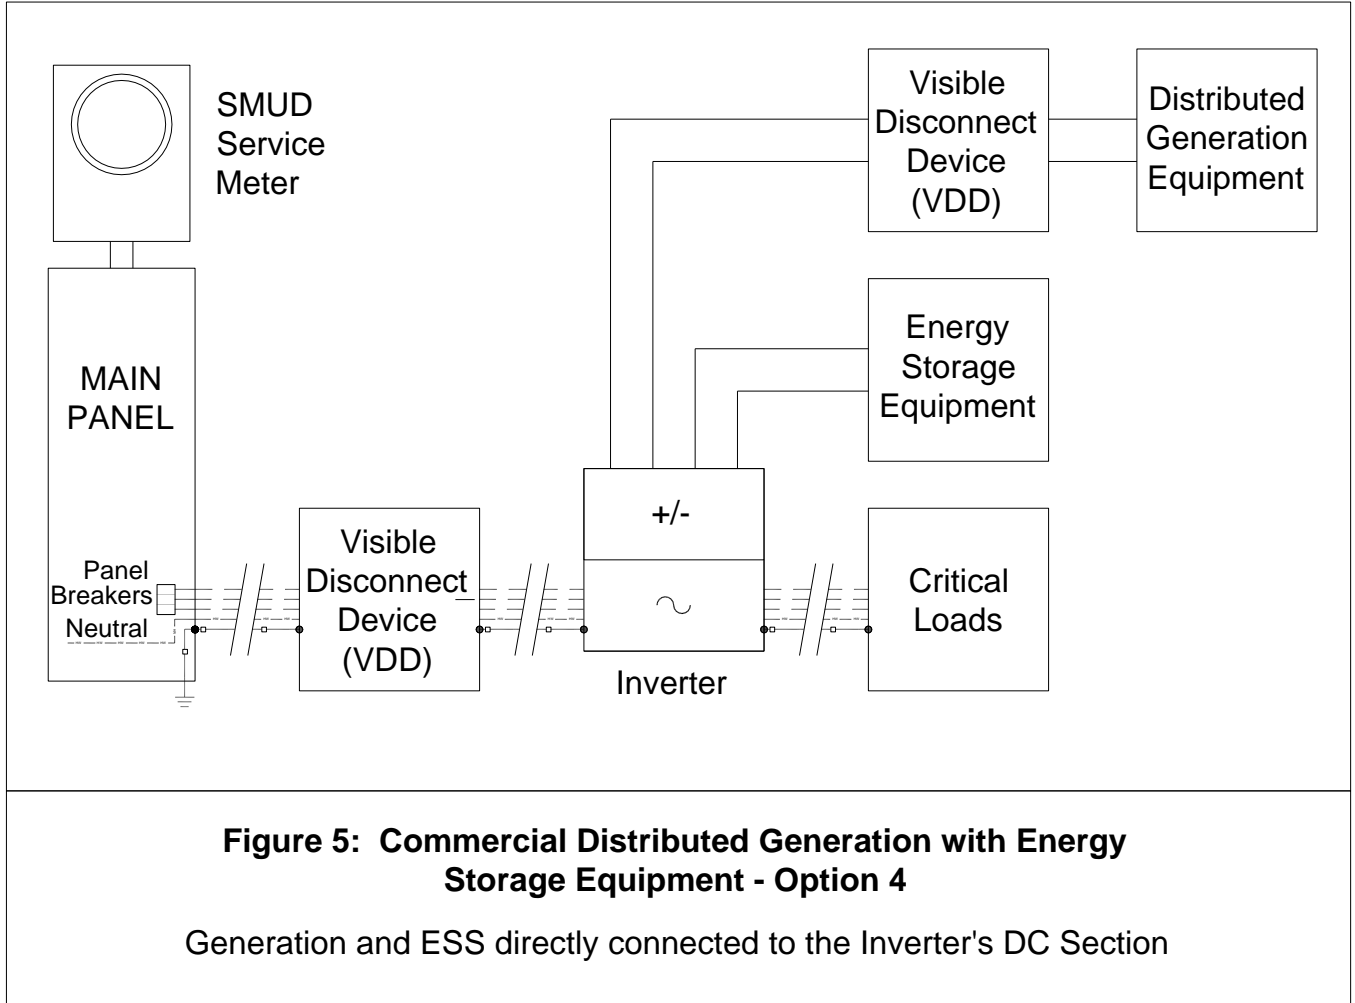 SMUD
Service
Meter
Visible
Disconnect
Device
(VDD)
Distributed
Generation
Equipment
MAIN
PANEL
Energy
Storage
Equipment
+/-
Panel
Breakers
Neutral
Visible
Disconnect
Device
(VDD)
Inverter
Critical
Loads
Figure 5:  Commercial Distributed Generation with Energy
Storage Equipment - Option 4
Generation and ESS directly connected to the Inverter's DC Section